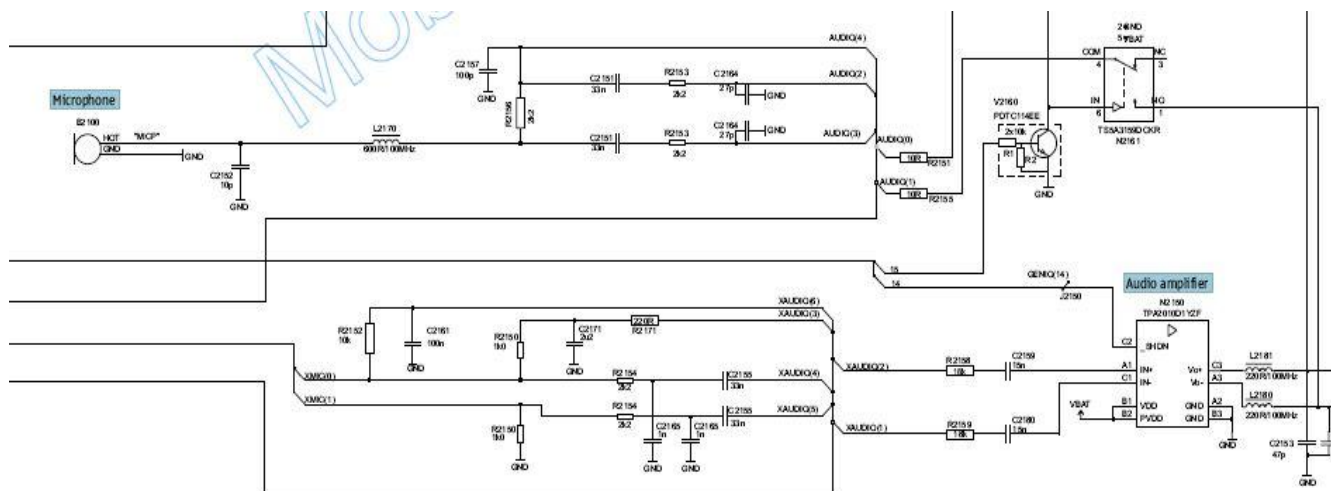 Mob
Microphone
B2100
HOT
"MICP"
GND
GND
L2170
600R/100MHz
C2152
10p
GND
C2157
100p
GND
R2156
2k2
C2151
33n
R2153
2k2
C2164
27p
GND
C2151
33n
R2153
2k2
C2164
27p
GND
AUDIO(4)
AUDIO(2)
AUDIO(3)
AUDIO(0)
10R
R2151
AUDIO(1)
10R
R2155
V2160
PDTC114EE
2x10k
R1
R2
GND
VBAT
COM
4
NC
3
IN
6
NO
1
TS5A3159DCKR
N2161
15
14
GENIO(14)
J2150
Audio amplifier
N2150
TPA2010D1YZF
C2
_SHDN
A1
IN+
C1
IN-
B1
VDD
B2
PVDD
Vo+
C3
Vo-
A3
GND
A2
GND
B3
VBAT
GND
L2181
220R/100MHz
L2180
220R/100MHz
C2153
47p
GND
XAUDIO(6)
XAUDIO(3)
R2152
10k
C2161
100n
GND
R2150
1k0
C2171
2u2
GND
220R
R2171
XMIC(0)
XMIC(1)
R2154
2k2
C2155
33n
XAUDIO(4)
R2154
2k2
C2155
33n
XAUDIO(5)
R2150
1k0
GND
C2165
1n
GND
C2165
1n
GND
XAUDIO(2)
R2158
18k
C2159
15n
XAUDIO(1)
R2159
18k
C2180
15n